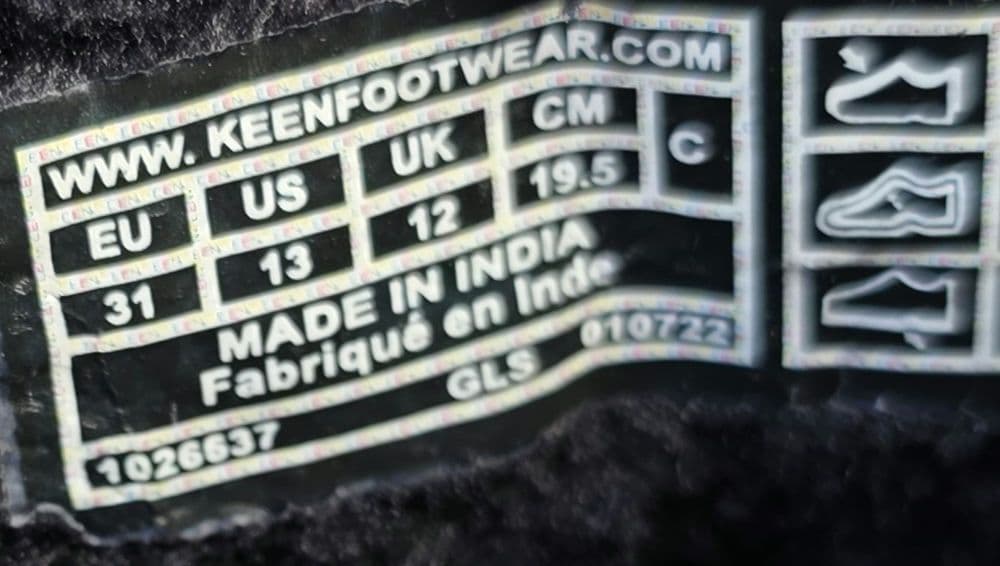 WWW. KEENFOOTWEAR.COM
EU US UK CM C
31 13 12 19.5
MADE IN INDIA
Fabriqué en Inde
1026637 GLS 010722